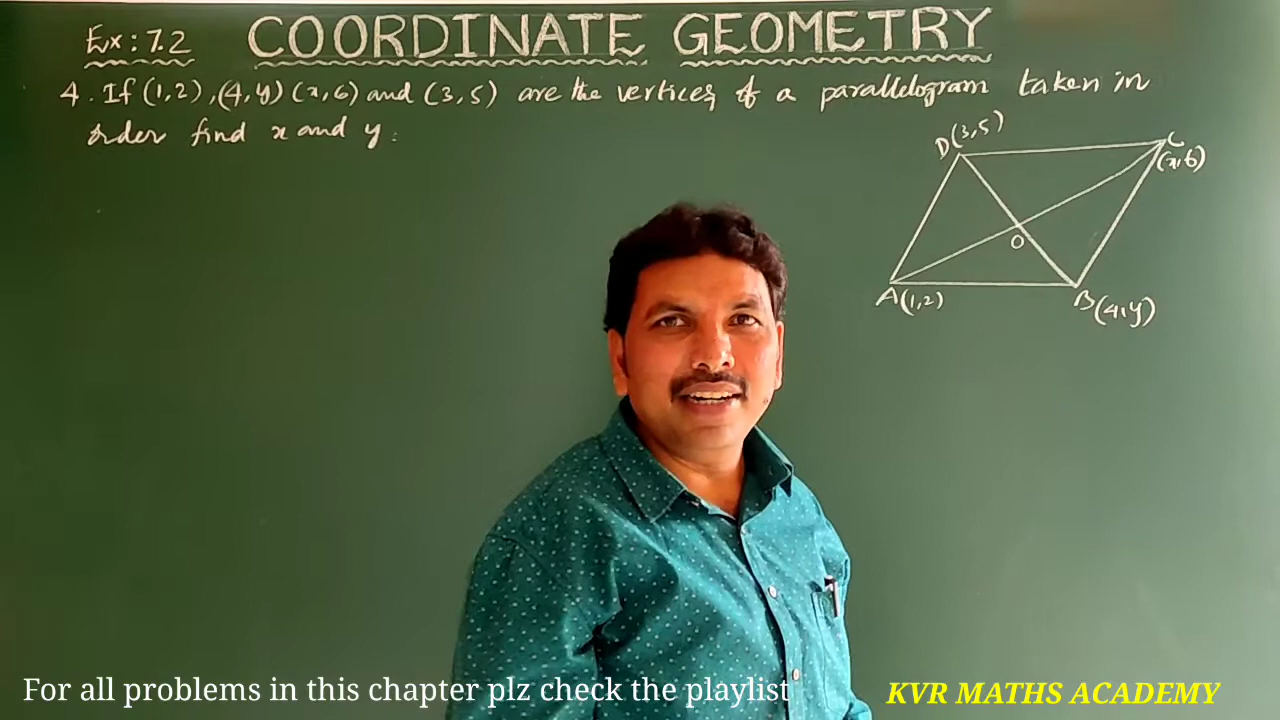 Ex: 7.2 COORDINATE GEOMETRY
4. If (1,2), (4,y) (x,6) and (3,5) are the vertices of a parallelogram taken in
order find x and y.
D(3,5)
C
(x,6)
O
A(1,2)
B(4,y)
For all problems in this chapter plz check the playlist
KVR MATHS ACADEMY